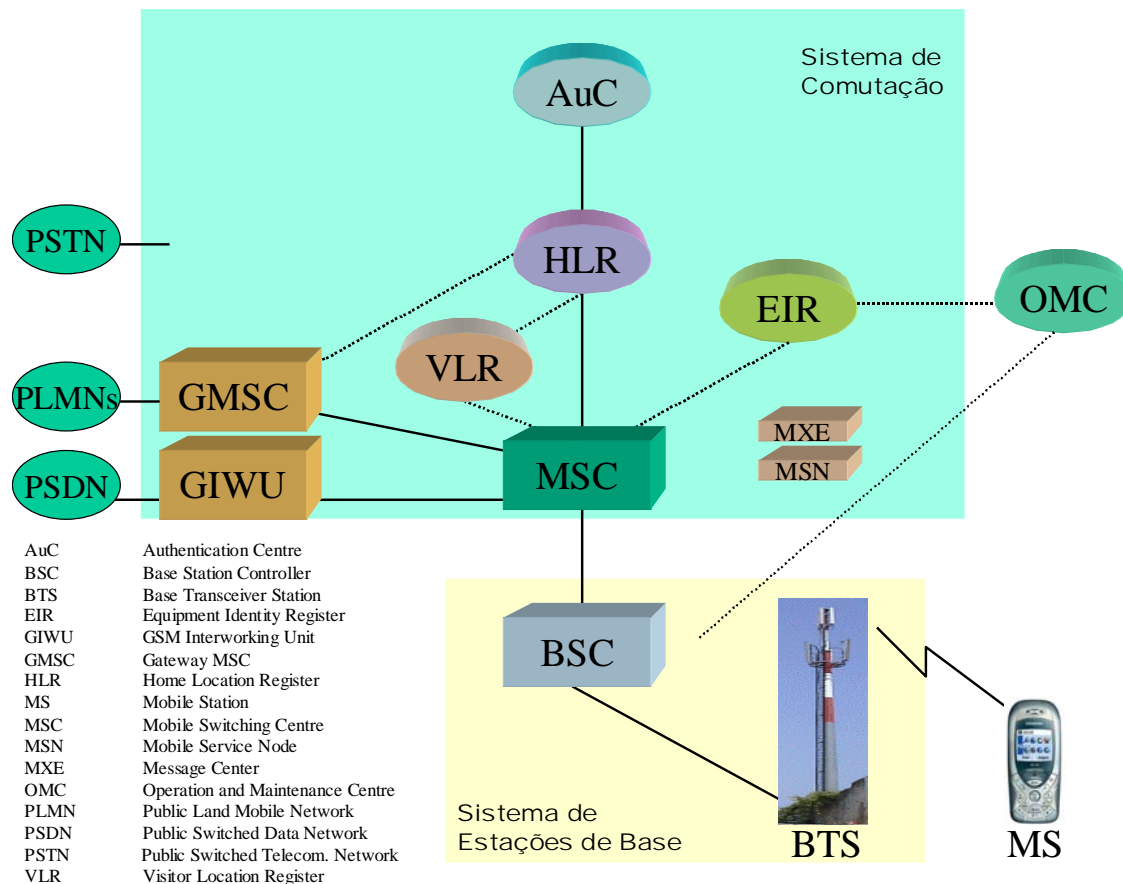 Sistema de
Comutação
AuC
PSTN
HLR
EIR
OMC
VLR
PLMNs
GMSC
MXE
MSC
MSN
PSDN
GIWU
AuC Authentication Centre
BSC Base Station Controller
BTS Base Transceiver Station
EIR Equipment Identity Register
GIWU GSM Interworking Unit
GMSC Gateway MSC
HLR Home Location Register
MS Mobile Station
MSC Mobile Switching Centre
MSN Mobile Service Node
MXE Message Center
OMC Operation and Maintenance Centre
PLMN Public Land Mobile Network
PSDN Public Switched Data Network
PSTN Public Switched Telecom. Network
VLR Visitor Location Register
BSC
Sistema de
Estações de Base
BTS
MS